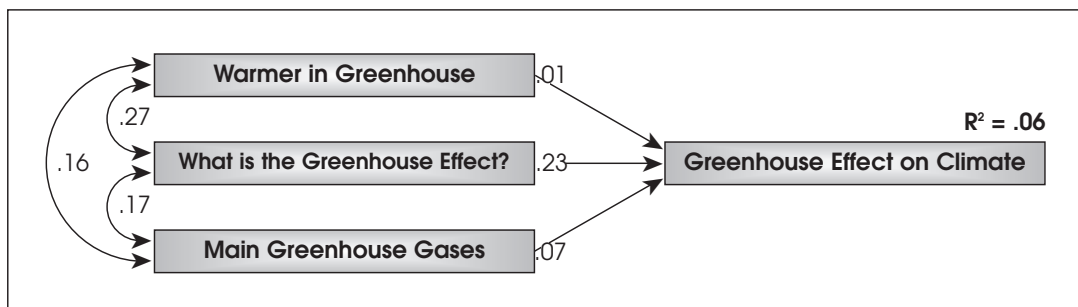 Warmer in Greenhouse
.01
.27
R² = .06
.16
What is the Greenhouse Effect?
.23
Greenhouse Effect on Climate
.17
Main Greenhouse Gases
.07